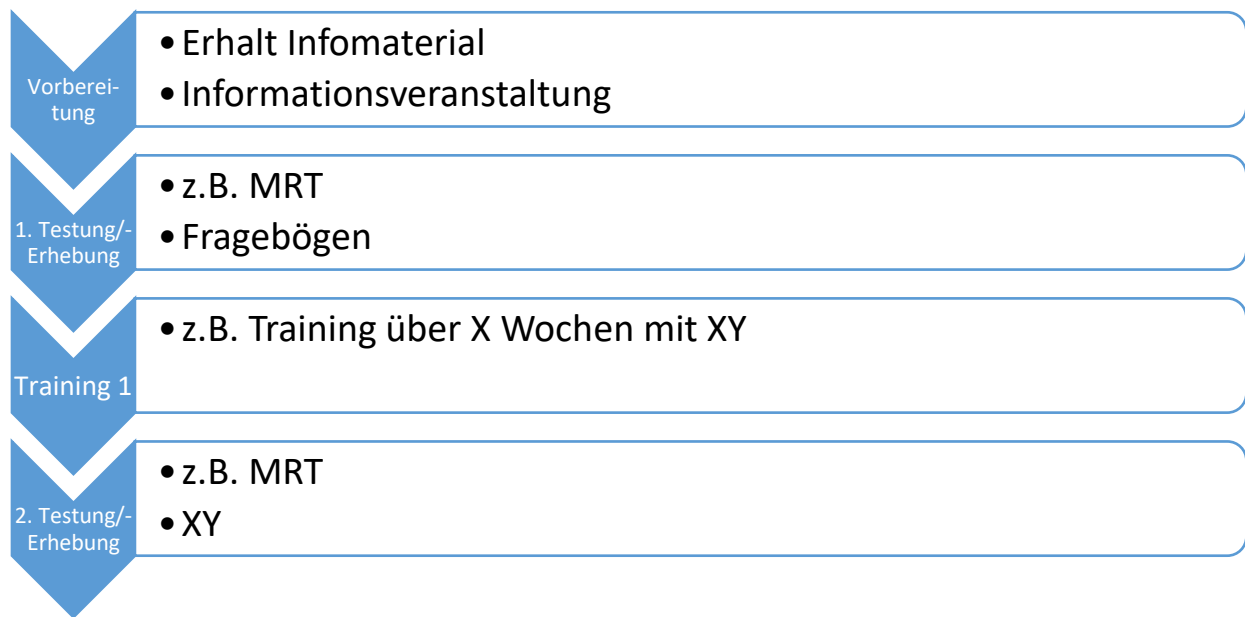 Vorberei-
tung
• Erhalt Infomaterial
• Informationsveranstaltung
1. Testung/-
Erhebung
• z.B. MRT
• Fragebögen
Training 1
• z.B. Training über X Wochen mit XY
2. Testung/-
Erhebung
• z.B. MRT
• XY